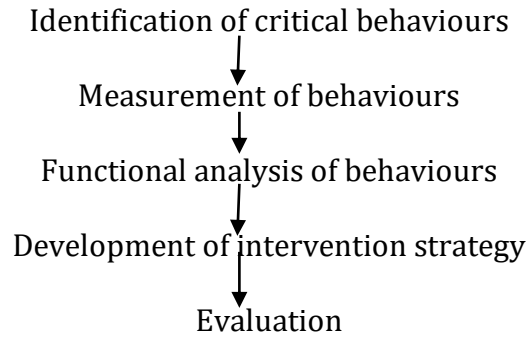 Identification of critical behaviours
Measurement of behaviours
Functional analysis of behaviours
Development of intervention strategy
Evaluation